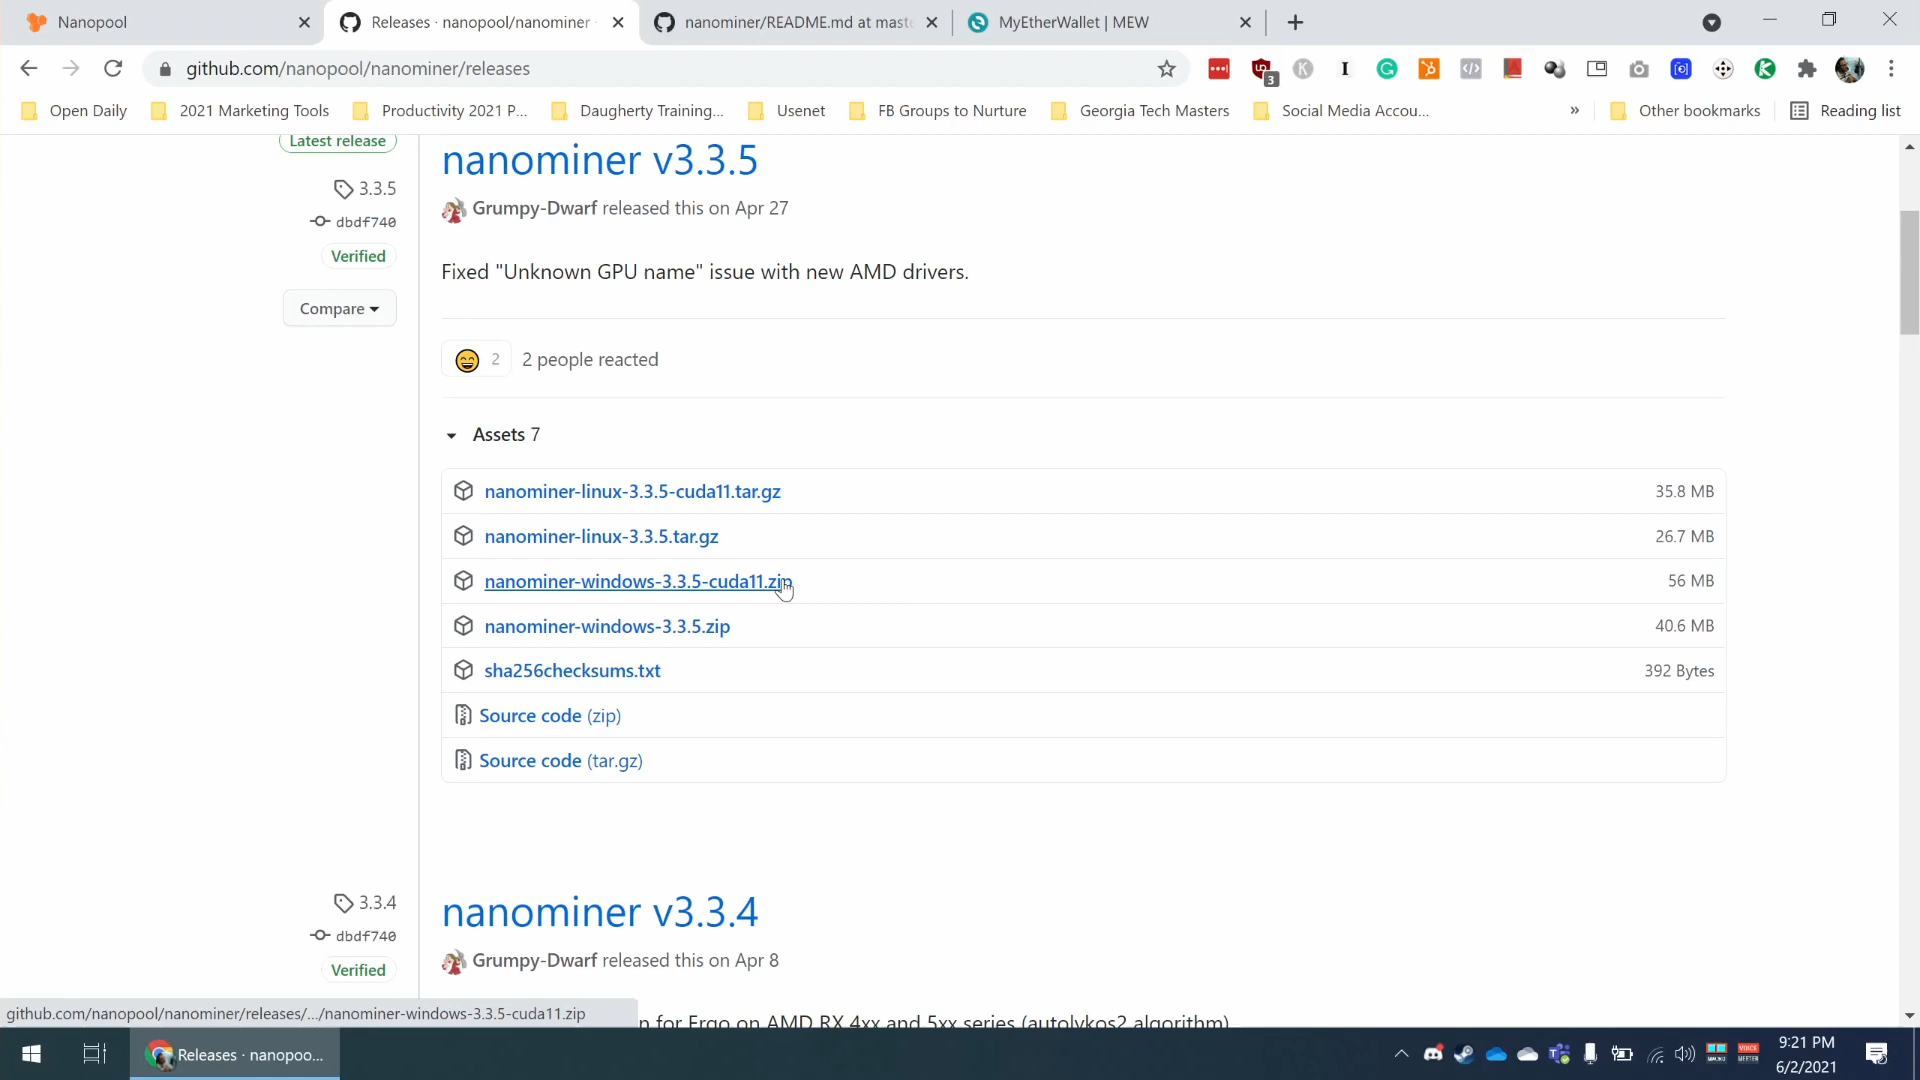 Nanopool
Releases · nanopool/nanominer
nanominer/README.md at maste
MyEtherWallet | MEW
github.com/nanopool/nanominer/releases
3
Open Daily
2021 Marketing Tools
Productivity 2021 P...
Daugherty Training...
Usenet
FB Groups to Nurture
Georgia Tech Masters
Social Media Accou...
»
Other bookmarks
Reading list
Latest release
nanominer v3.3.5
3.3.5
Grumpy-Dwarf released this on Apr 27
dbdf740
Verified
Fixed "Unknown GPU name" issue with new AMD drivers.
Compare
2
2 people reacted
Assets 7
nanominer-linux-3.3.5-cuda11.tar.gz
35.8 MB
nanominer-linux-3.3.5.tar.gz
26.7 MB
nanominer-windows-3.3.5-cuda11.zip
56 MB
nanominer-windows-3.3.5.zip
40.6 MB
sha256checksums.txt
392 Bytes
Source code (zip)
Source code (tar.gz)
3.3.4
nanominer v3.3.4
dbdf740
Grumpy-Dwarf released this on Apr 8
Verified
github.com/nanopool/nanominer/releases/.../nanominer-windows-3.3.5-cuda11.zip
n for Ergo on AMD RX 4xx and 5xx series (autolykos2 algorithm)
Releases · nanopoo...
9:21 PM
6/2/2021